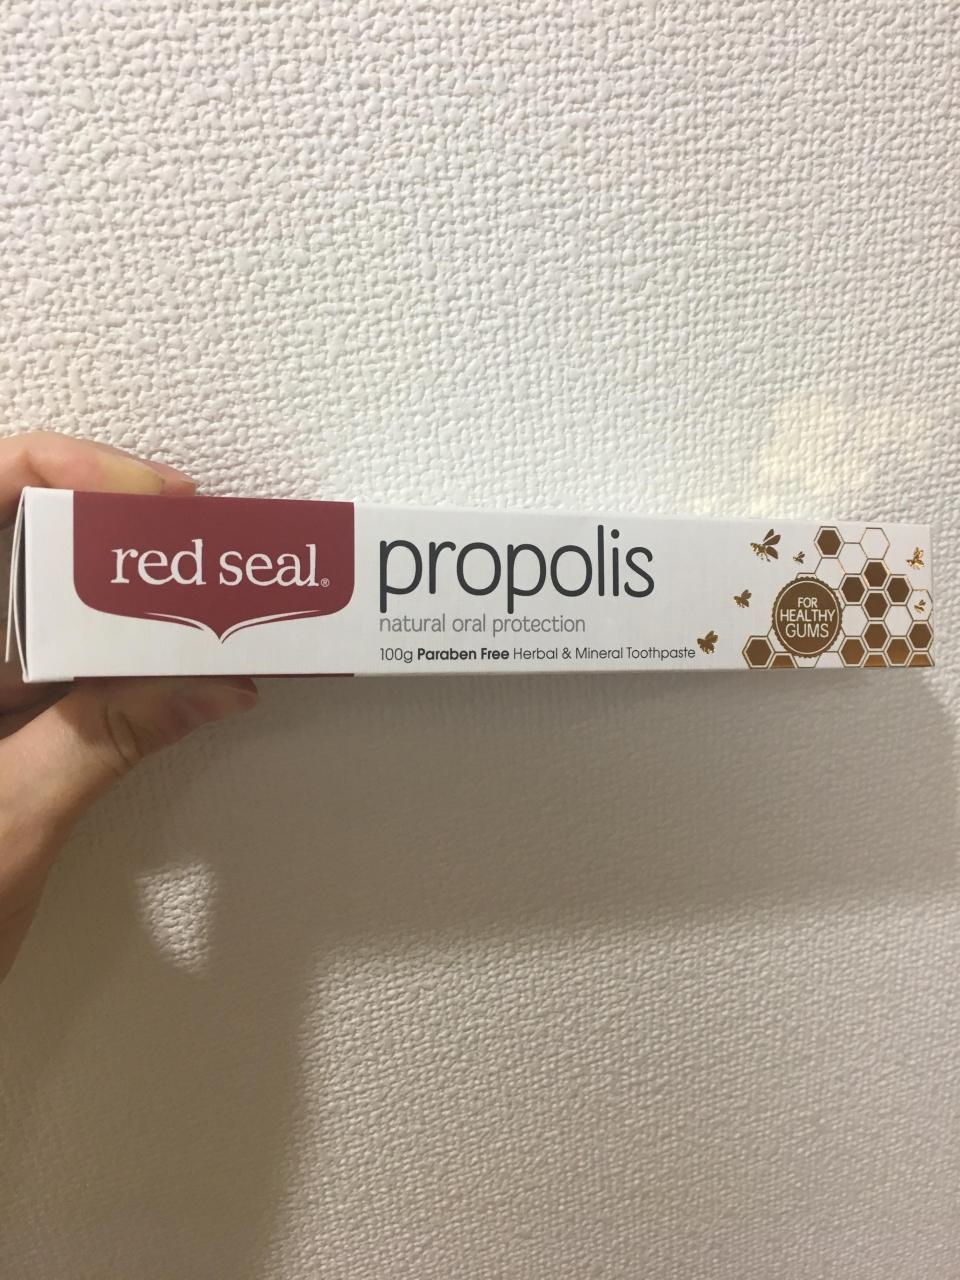 red seal®
propolis
natural oral protection
100g Paraben Free Herbal & Mineral Toothpaste
FOR
HEALTHY
GUMS